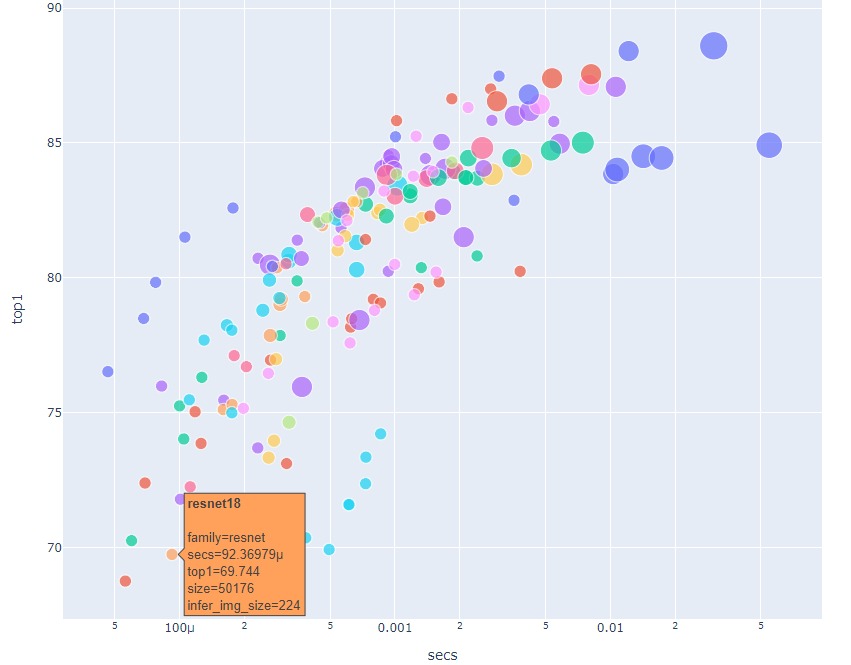 90
85
80
75
70
top1
resnet18
family=resnet
secs=92.36979μ
top1=69.744
size=50176
infer_img_size=224
5
100μ
2
5
0.001
2
5
0.01
2
5
secs